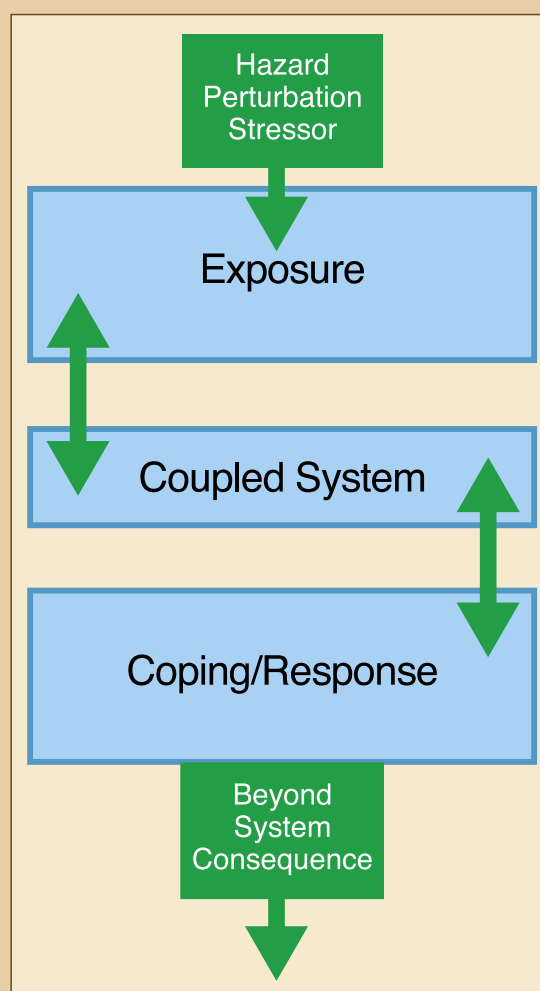 Hazard
Perturbation
Stressor
Exposure
Coupled System
Coping/Response
Beyond
System
Consequence